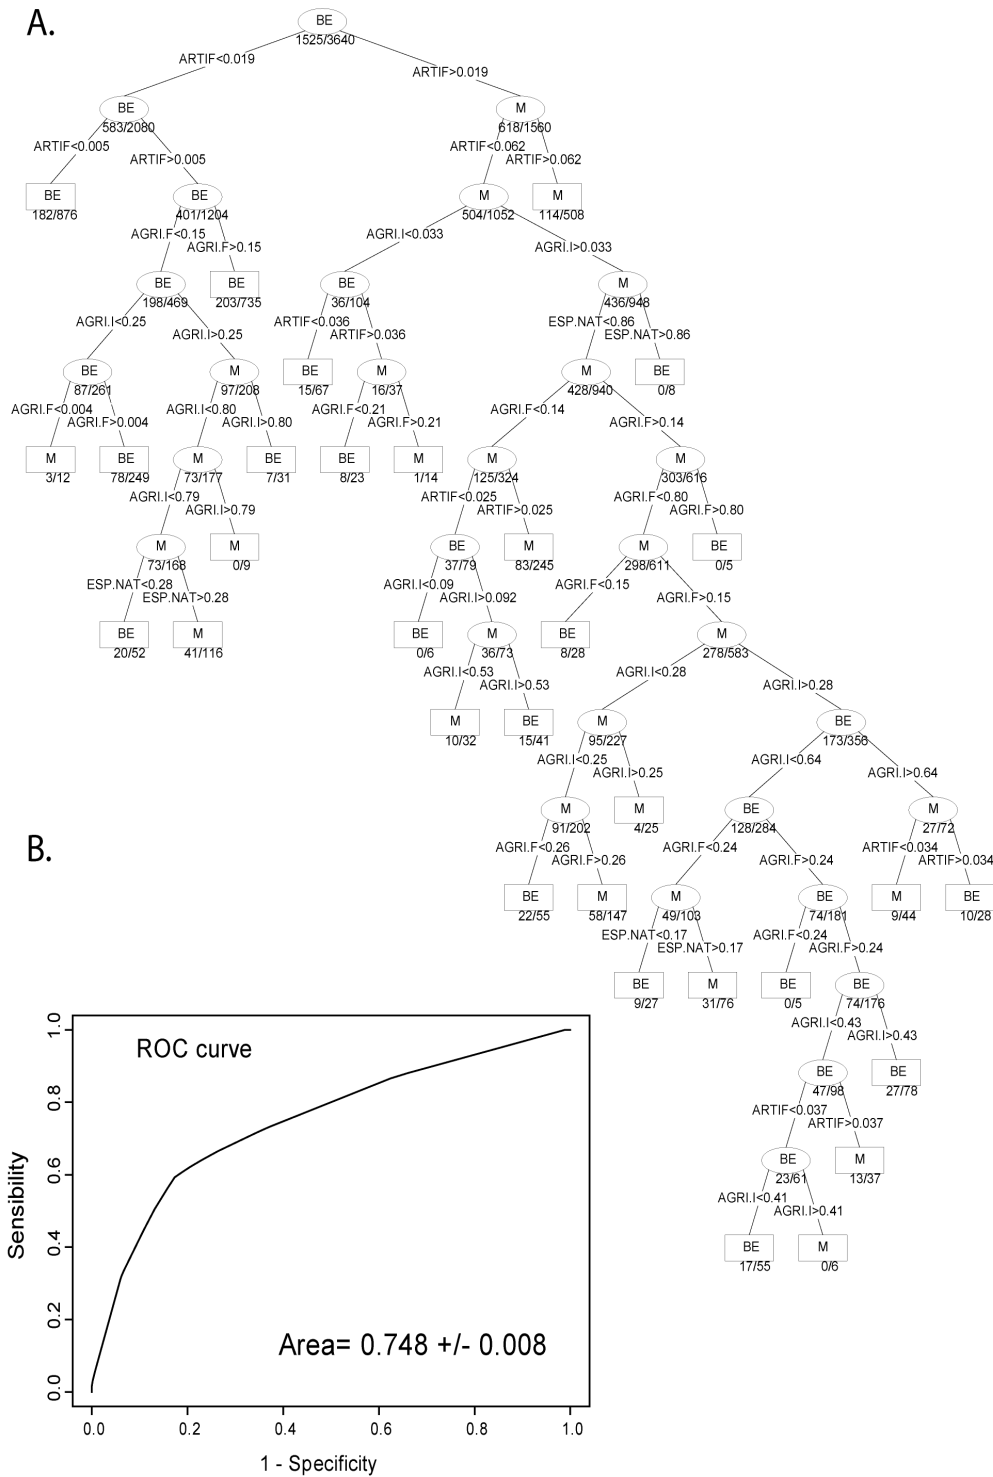 A.
BE
1525/3640
ARTIF<0.019
ARTIF>0.019
BE
583/2080
M
618/1560
ARTIF<0.005
ARTIF>0.005
ARTIF<0.062
ARTIF>0.062
BE
182/876
BE
401/1204
M
504/1052
M
114/508
AGRI.F<0.15
AGRI.F>0.15
AGRI.I<0.033
AGRI.I>0.033
BE
198/469
BE
203/735
BE
36/104
M
436/948
AGRI.I<0.25
AGRI.I>0.25
ARTIF<0.036
ARTIF>0.036
ESP.NAT<0.86
ESP.NAT>0.86
BE
87/261
M
97/208
BE
15/67
M
16/37
M
428/940
BE
0/8
AGRI.F<0.004
AGRI.F>0.004
AGRI.I<0.80
AGRI.I>0.80
AGRI.F<0.21
AGRI.F>0.21
AGRI.F<0.14
AGRI.F>0.14
M
3/12
BE
78/249
M
73/177
BE
7/31
BE
8/23
M
1/14
M
125/324
M
303/616
AGRI.I<0.79
AGRI.I>0.79
ARTIF<0.025
ARTIF>0.025
AGRI.F<0.80
AGRI.F>0.80
M
73/168
M
0/9
BE
37/79
M
83/245
M
298/611
BE
0/5
ESP.NAT<0.28
ESP.NAT>0.28
AGRI.I<0.09
AGRI.I>0.092
AGRI.F<0.15
AGRI.F>0.15
BE
20/52
M
41/116
BE
0/6
M
36/73
BE
8/28
M
278/583
AGRI.I<0.53
AGRI.I>0.53
AGRI.I<0.28
AGRI.I>0.28
M
10/32
BE
15/41
M
95/227
BE
173/356
AGRI.I<0.25
AGRI.I>0.25
AGRI.I<0.64
AGRI.I>0.64
M
91/202
M
4/25
BE
128/284
M
27/72
AGRI.F<0.26
AGRI.F>0.26
AGRI.F<0.24
AGRI.F>0.24
ARTIF<0.034
ARTIF>0.034
BE
22/55
M
58/147
M
49/103
BE
74/181
M
9/44
BE
10/28
ESP.NAT<0.17
ESP.NAT>0.17
AGRI.F<0.24
AGRI.F>0.24
BE
9/27
M
31/76
BE
0/5
BE
74/176
AGRI.I<0.43
AGRI.I>0.43
BE
47/98
BE
27/78
ARTIF<0.037
ARTIF>0.037
BE
23/61
M
13/37
AGRI.I<0.41
AGRI.I>0.41
BE
17/55
M
0/6
B.
ROC curve
Area= 0.748 +/- 0.008
Sensibility
1.0
0.8
0.6
0.4
0.2
0.0
0.0 0.2 0.4 0.6 0.8 1.0
1 - Specificity